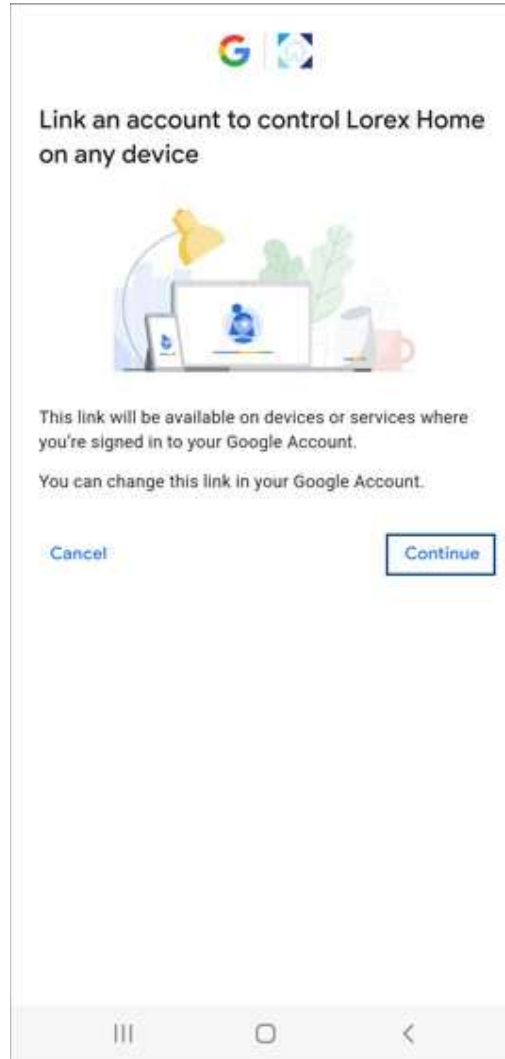 Link an account to control Lorex Home
on any device
This link will be available on devices or services where
you're signed in to your Google Account.
You can change this link in your Google Account.
Cancel
Continue